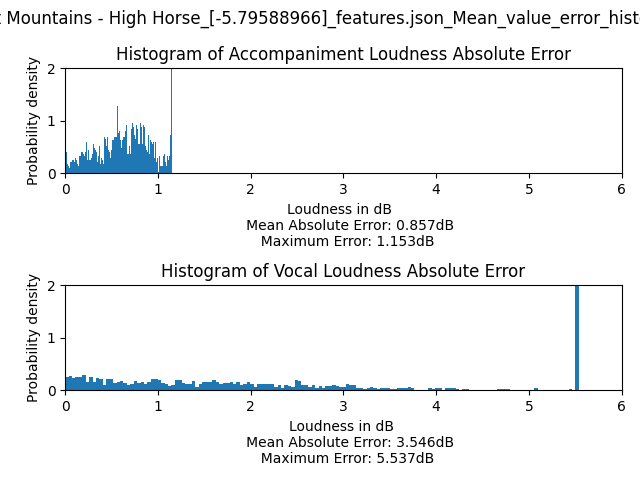 Mountains - High Horse_[-5.79588966]_features.json_Mean_value_error_hist
Histogram of Accompaniment Loudness Absolute Error
Probability density
2
1
0
0 1 2 3 4 5 6
Loudness in dB
Mean Absolute Error: 0.857dB
Maximum Error: 1.153dB
Histogram of Vocal Loudness Absolute Error
Probability density
2
1
0
0 1 2 3 4 5 6
Loudness in dB
Mean Absolute Error: 3.546dB
Maximum Error: 5.537dB